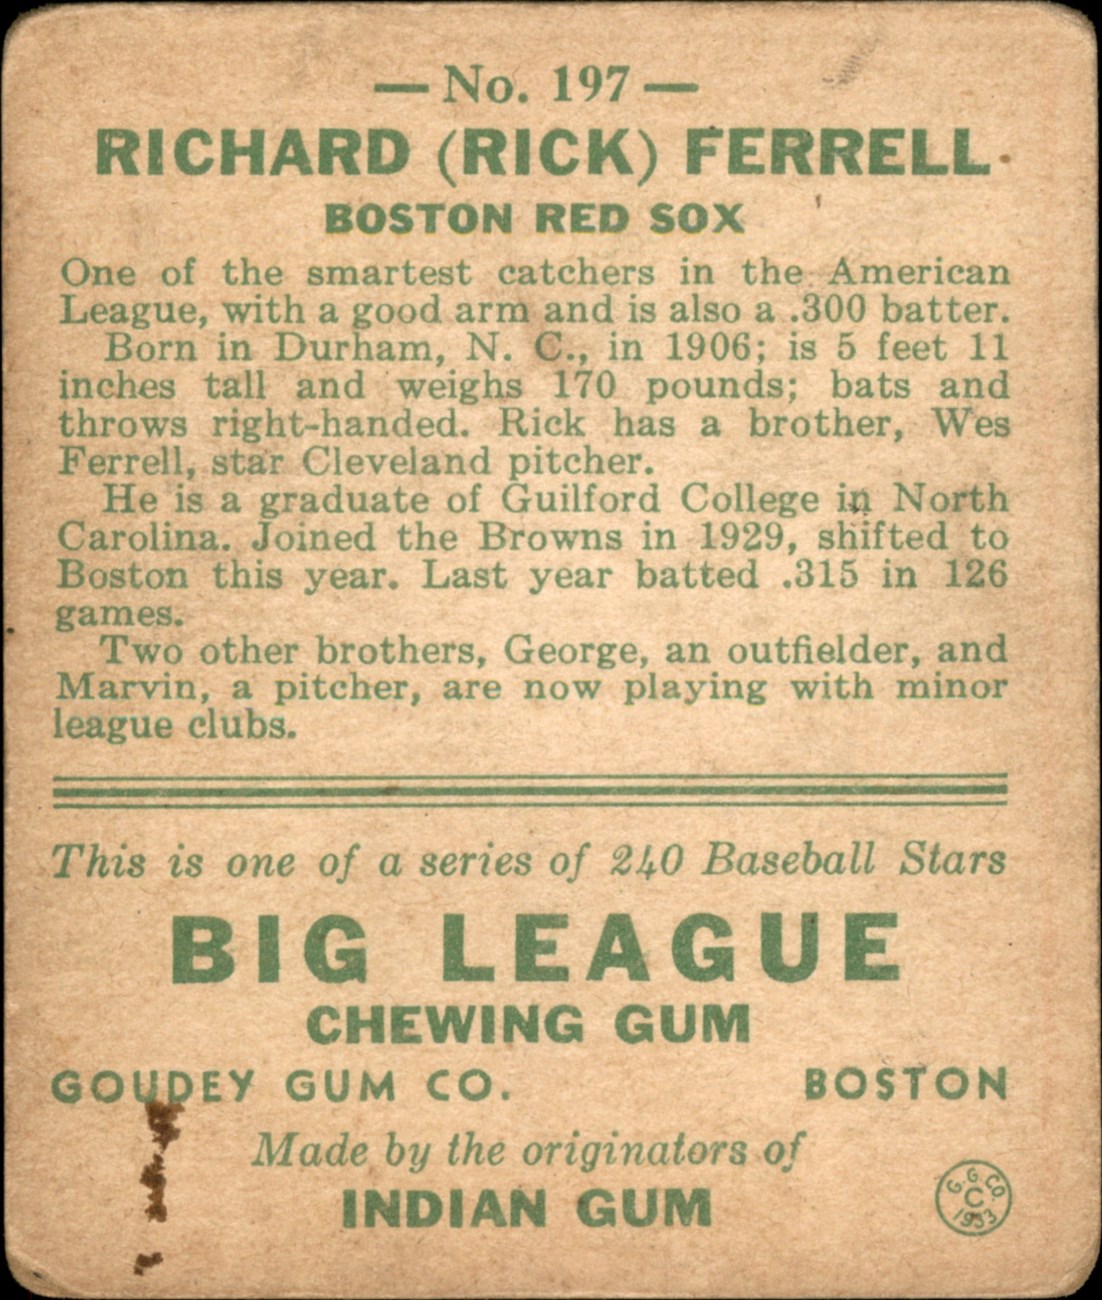 — No. 197 —
RICHARD (RICK) FERRELL
BOSTON RED SOX
One of the smartest catchers in the American
League, with a good arm and is also a .300 batter.
Born in Durham, N. C., in 1906; is 5 feet 11
inches tall and weighs 170 pounds; bats and
throws right-handed. Rick has a brother, Wes
Ferrell, star Cleveland pitcher.
He is a graduate of Guilford College in North
Carolina. Joined the Browns in 1929, shifted to
Boston this year. Last year batted .315 in 126
games.
Two other brothers, George, an outfielder, and
Marvin, a pitcher, are now playing with minor
league clubs.
This is one of a series of 240 Baseball Stars
BIG LEAGUE
CHEWING GUM
GOUDEY GUM CO. BOSTON
Made by the originators of
INDIAN GUM
G. G. CO.
C
1933